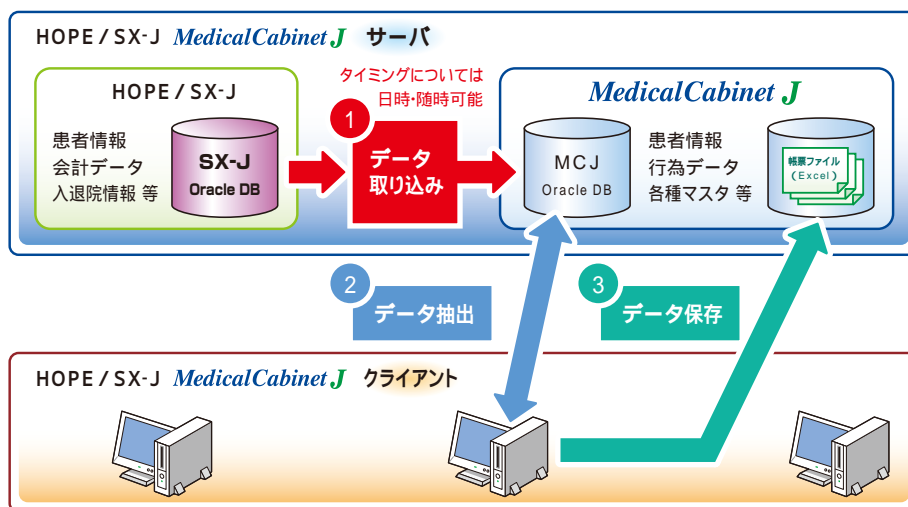 HOPE/SX-J MedicalCabinet J サーバ
HOPE/SX-J
患者情報
会計データ
入退院情報 等
SX-J
Oracle DB
タイミングについては
日時・随時可能
1
データ
取り込み
MedicalCabinet J
MCJ
Oracle DB
患者情報
行為データ
各種マスタ 等
帳票ファイル
(Excel)
2
データ抽出
3
データ保存
HOPE/SX-J MedicalCabinet J クライアント